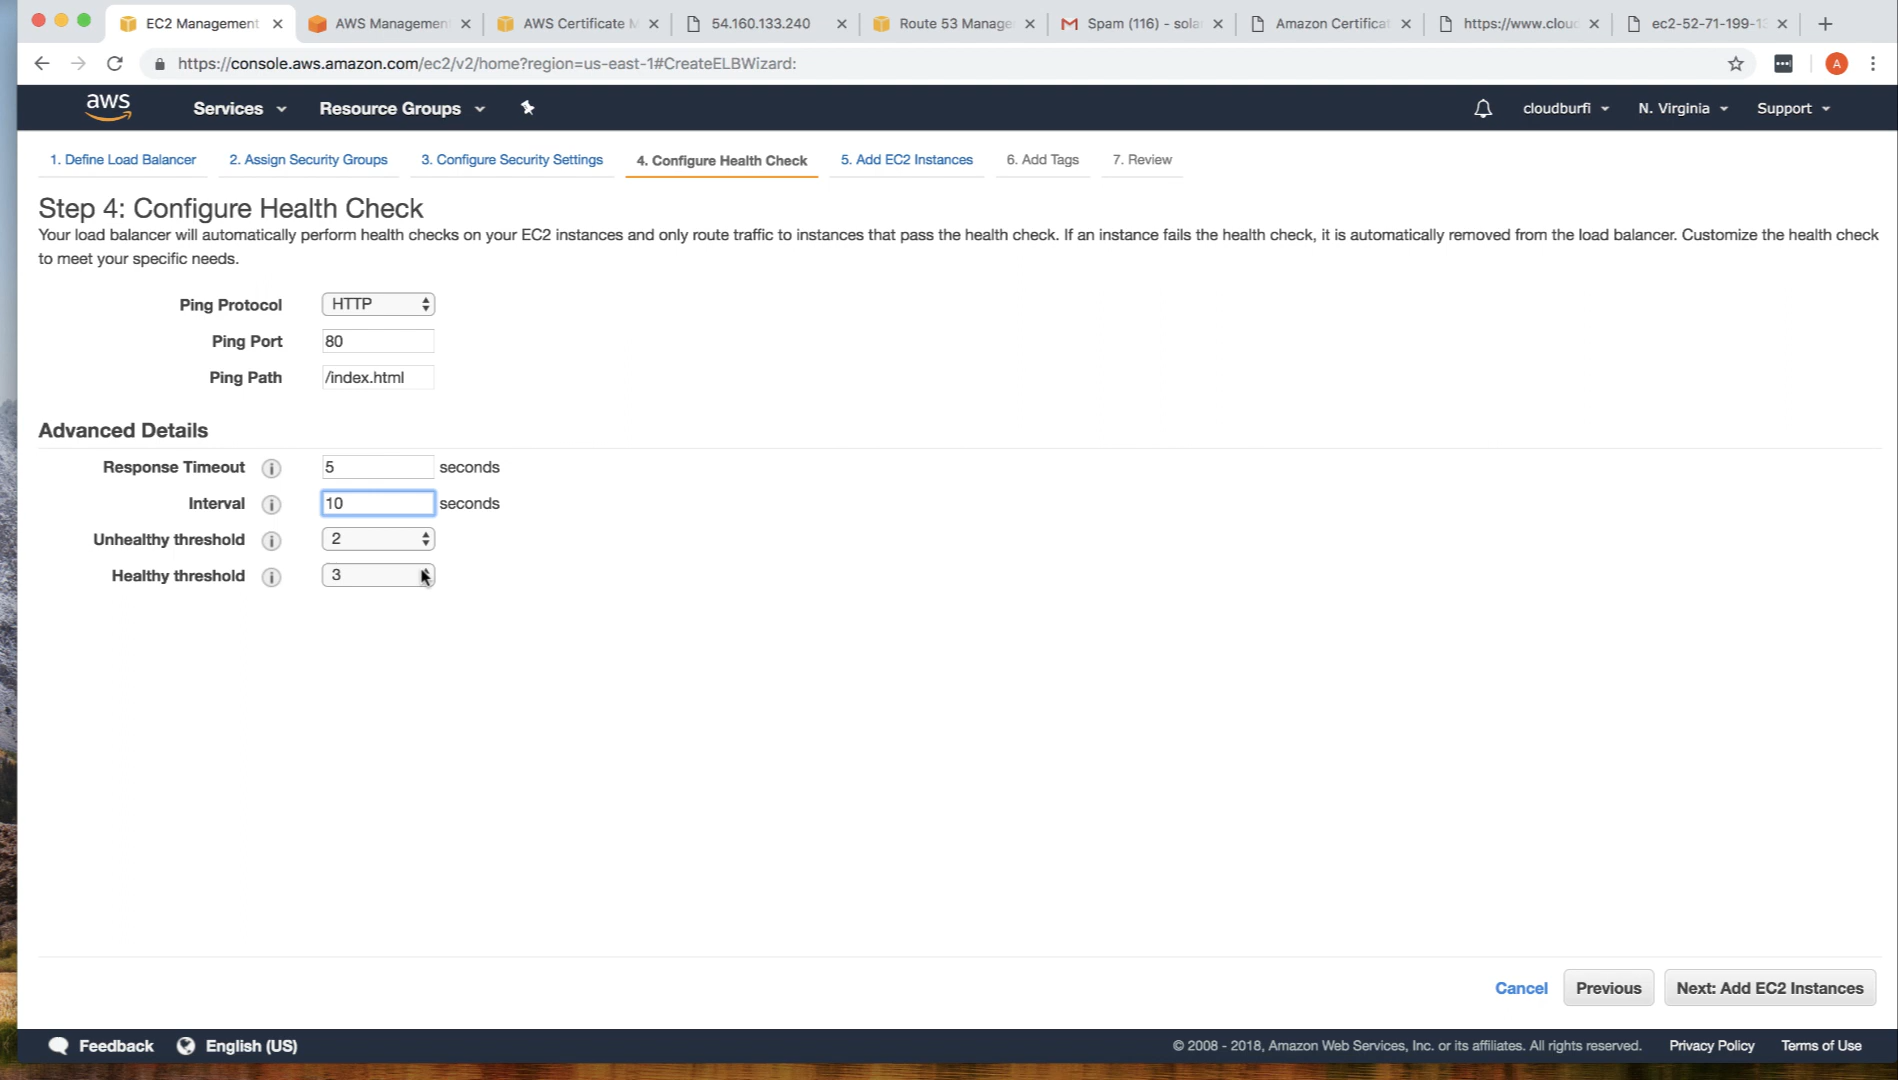 EC2 Management
AWS Management
AWS Certificate M
54.160.133.240
Route 53 Manage
Spam (116) - sola
Amazon Certificat
https://www.clou
ec2-52-71-199-1
https://console.aws.amazon.com/ec2/v2/home?region=us-east-1#CreateELBWizard:
A
aws
Services
Resource Groups
cloudburfi
N. Virginia
Support
1. Define Load Balancer
2. Assign Security Groups
3. Configure Security Settings
4. Configure Health Check
5. Add EC2 Instances
6. Add Tags
7. Review
Step 4: Configure Health Check
Your load balancer will automatically perform health checks on your EC2 instances and only route traffic to instances that pass the health check. If an instance fails the health check, it is automatically removed from the load balancer. Customize the health check
to meet your specific needs.
Ping Protocol HTTP
Ping Port 80
Ping Path /index.html
Advanced Details
Response Timeout i 5 seconds
Interval i 10 seconds
Unhealthy threshold i 2
Healthy threshold i 3
Cancel
Previous
Next: Add EC2 Instances
Feedback
English (US)
© 2008 - 2018, Amazon Web Services, Inc. or its affiliates. All rights reserved.
Privacy Policy
Terms of Use